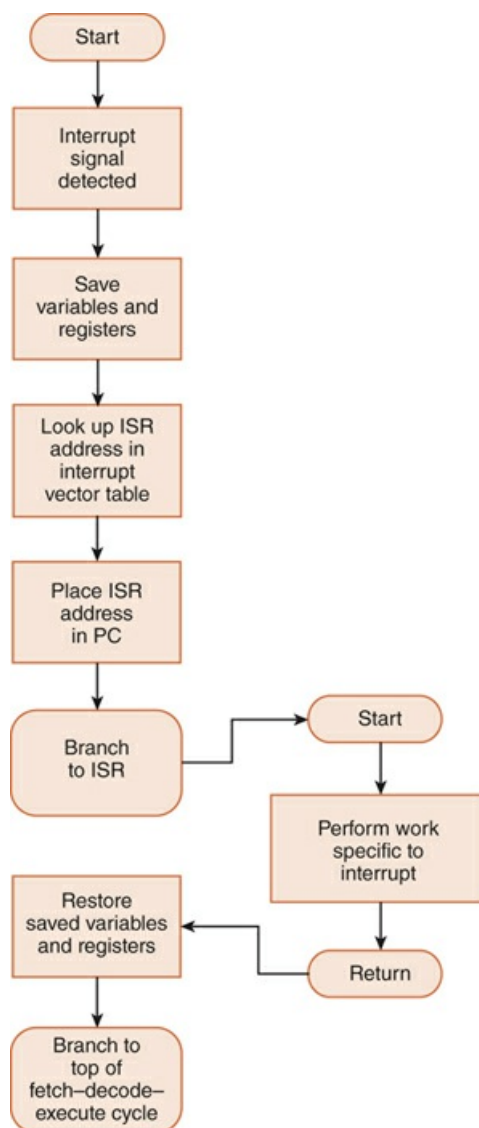 Start
Interrupt
signal
detected
Save
variables and
registers
Look up ISR
address in
interrupt
vector table
Place ISR
address
in PC
Branch
to ISR
Start
Perform work
specific to
interrupt
Return
Restore
saved variables
and registers
Branch to
top of
fetch–decode–
execute cycle